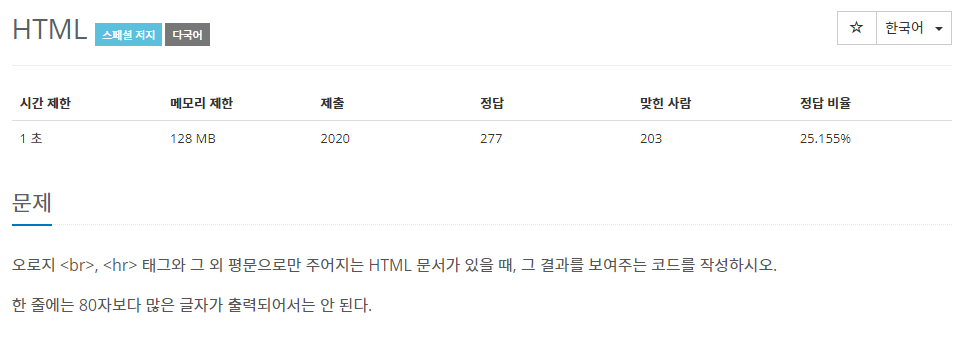 HTML 스페셜 저지 다국어
☆ 한국어
시간 제한 메모리 제한 제출 정답 맞힌 사람 정답 비율
1 초 128 MB 2020 277 203 25.155%
문제
오로지 <br>, <hr> 태그와 그 외 평문으로만 주어지는 HTML 문서가 있을 때, 그 결과를 보여주는 코드를 작성하시오.
한 줄에는 80자보다 많은 글자가 출력되어서는 안 된다.